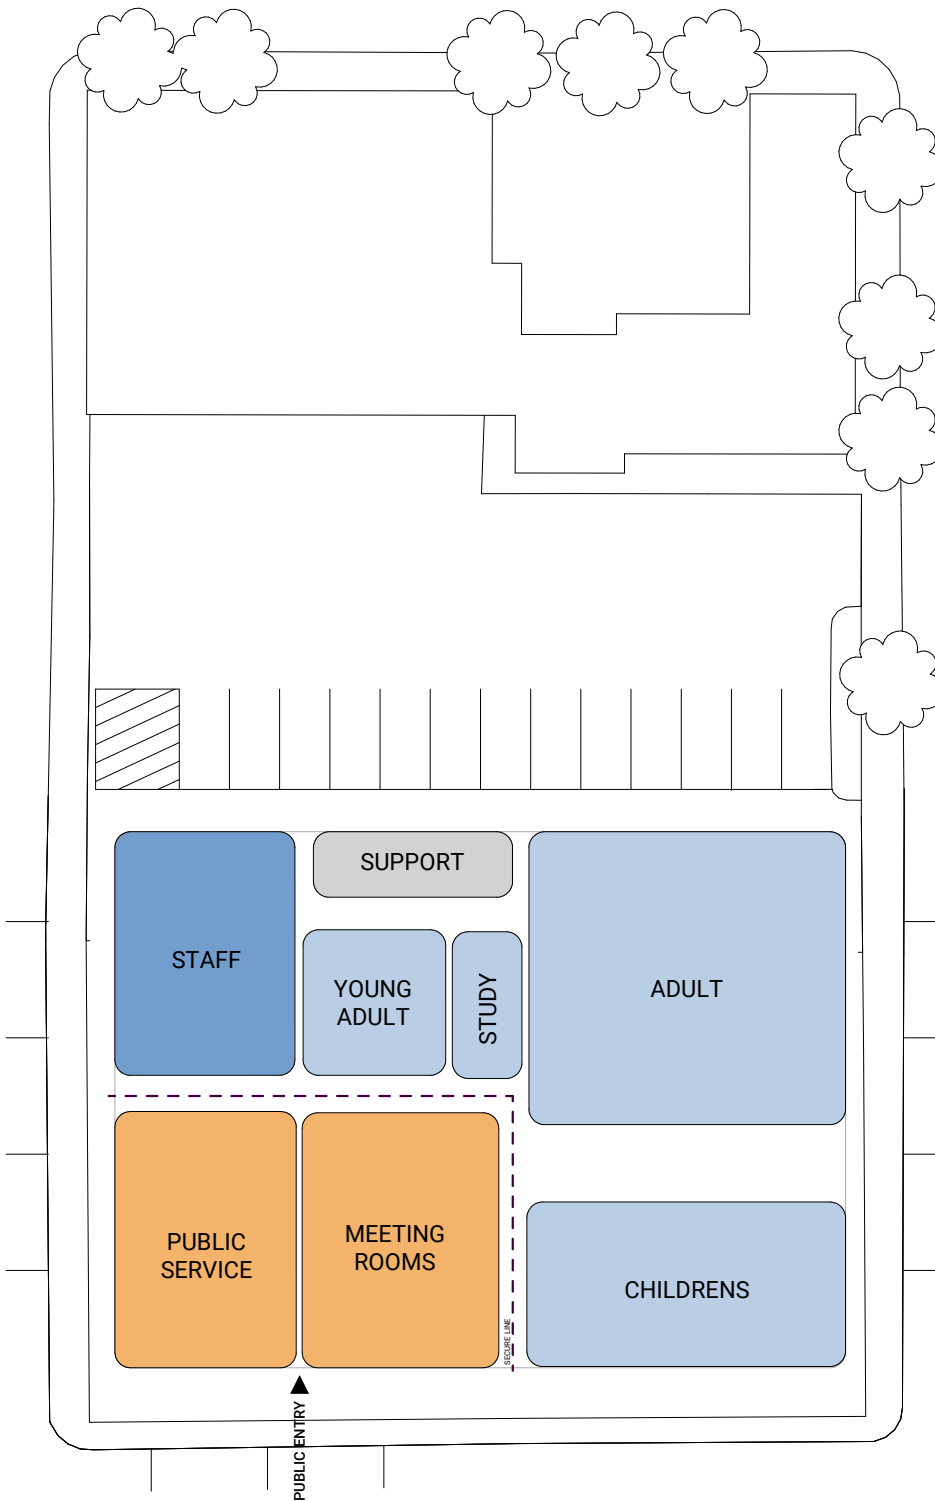 SUPPORT
STAFF
YOUNG
ADULT
STUDY
ADULT
PUBLIC
SERVICE
MEETING
ROOMS
CHILDRENS
SECURE LINE
PUBLIC ENTRY